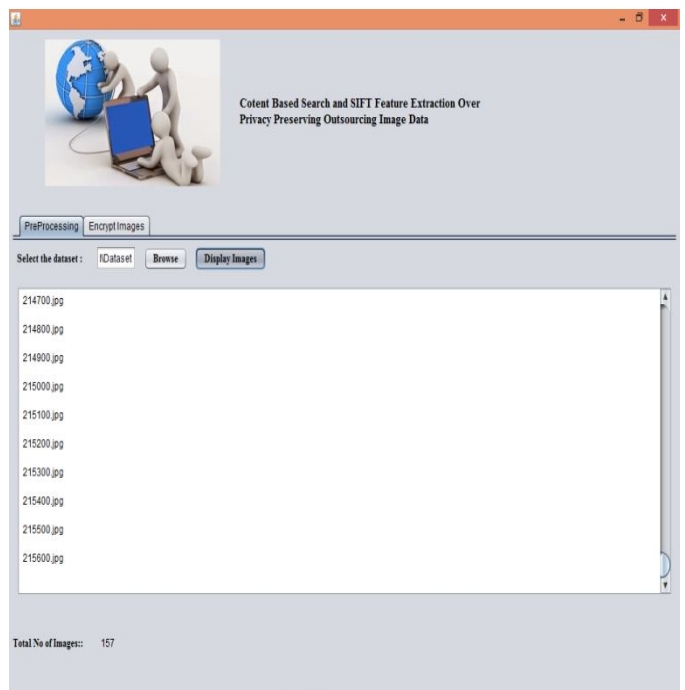 Cotent Based Search and SIFT Feature Extraction Over
Privacy Preserving Outsourcing Image Data
PreProcessing EncryptImages
Select the dataset : \Dataset Browse Display Images
214700.jpg
214800.jpg
214900.jpg
215000.jpg
215100.jpg
215200.jpg
215300.jpg
215400.jpg
215500.jpg
215600.jpg
Total No of Images:: 157